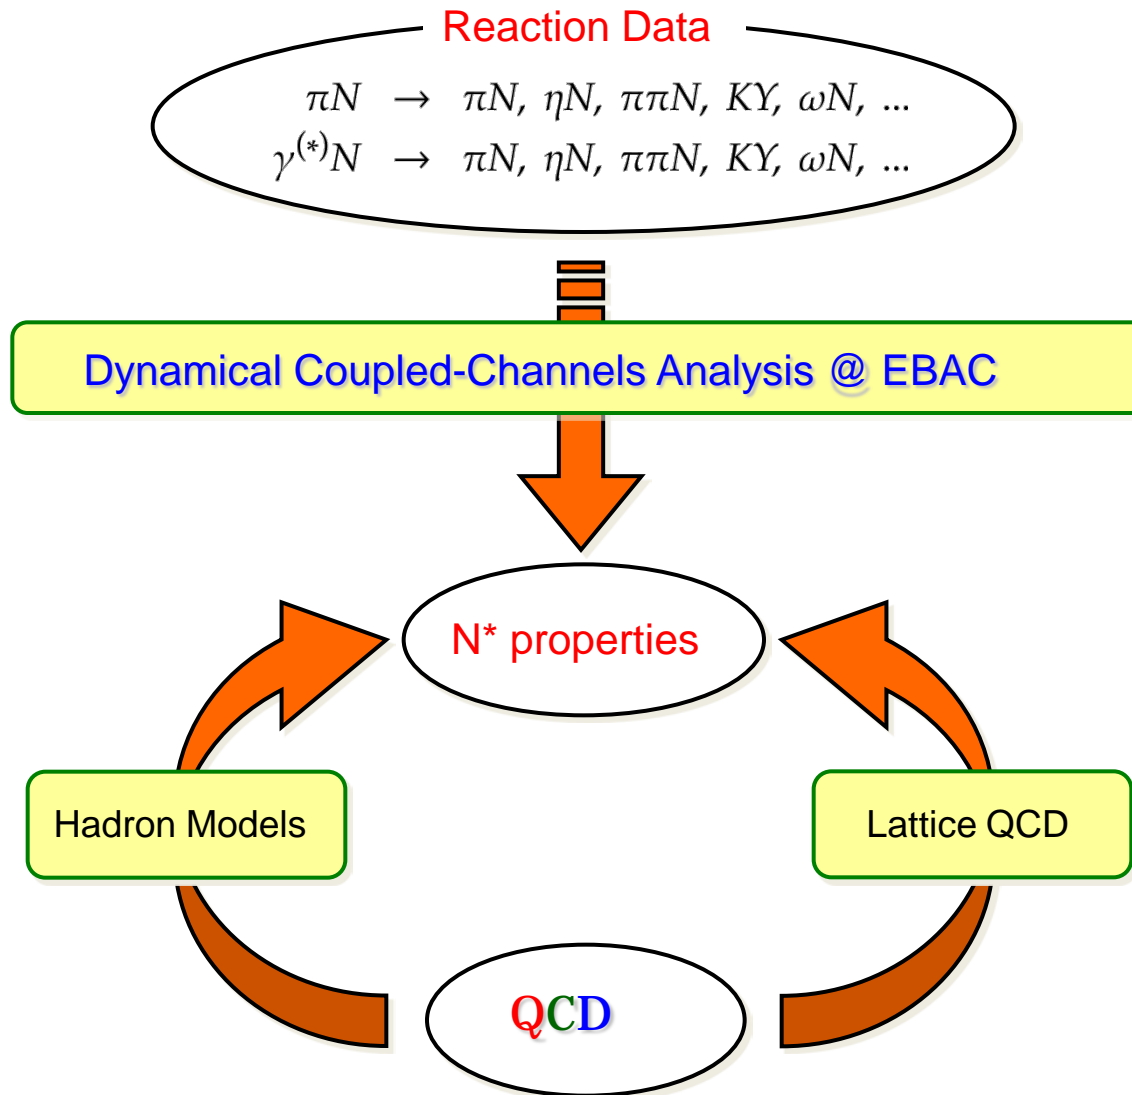 Reaction Data
πN → πN, ηN, ππN, KY, ωN, ...
γ(*)N → πN, ηN, ππN, KY, ωN, ...
Dynamical Coupled-Channels Analysis @ EBAC
N* properties
Hadron Models
Lattice QCD
QCD